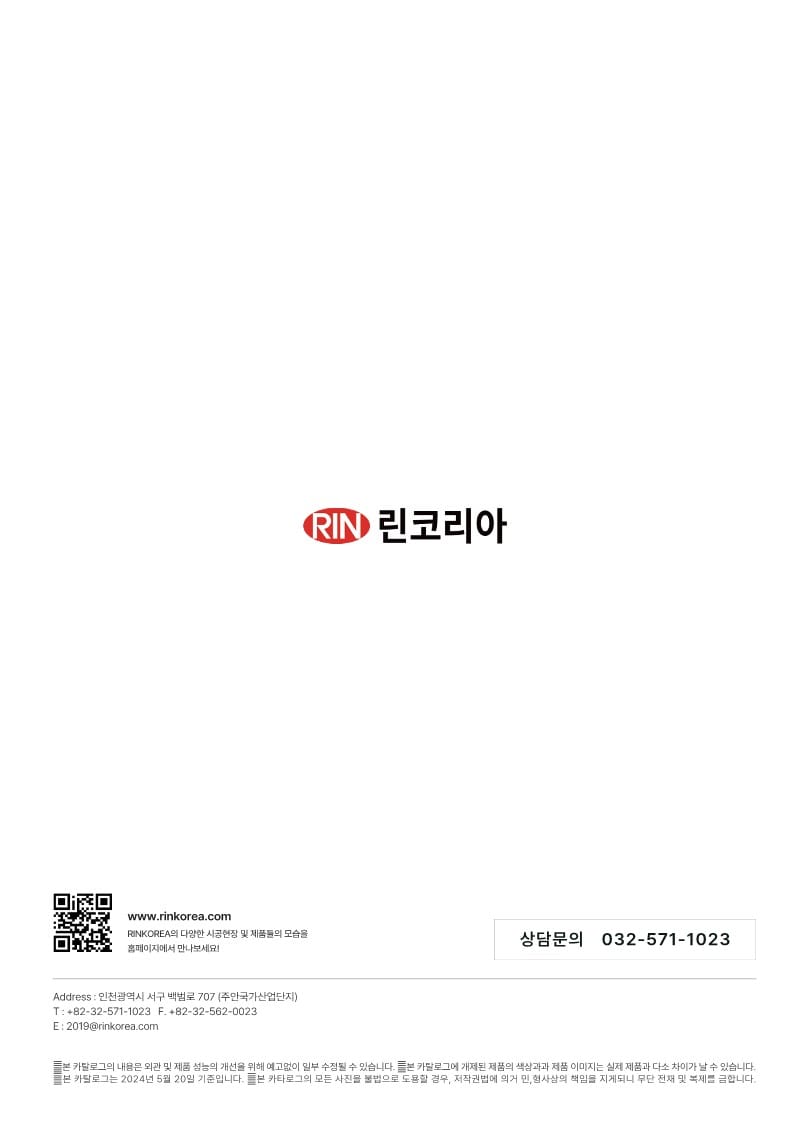 RIN 린코리아
www.rinkorea.com
RINKOREA의 다양한 시공현장 및 제품들의 모습을
홈페이지에서 만나보세요!
상담문의 032-571-1023
Address : 인천광역시 서구 백범로 707 (주안국가산업단지)
T : +82-32-571-1023 F. +82-32-562-0023
E : 2019@rinkorea.com
▒본 카탈로그의 내용은 외관 및 제품 성능의 개선을 위해 예고없이 일부 수정될 수 있습니다. ▒본 카탈로그에 개제된 제품의 색상과과 제품 이미지는 실제 제품과 다소 차이가 날 수 있습니다.
▒본 카탈로그는 2024년 5월 20일 기준입니다. ▒본 카타로그의 모든 사진을 불법으로 도용할 경우, 저작권법에 의거 민,형사상의 책임을 지게되니 무단 전재 및 복제를 금합니다.